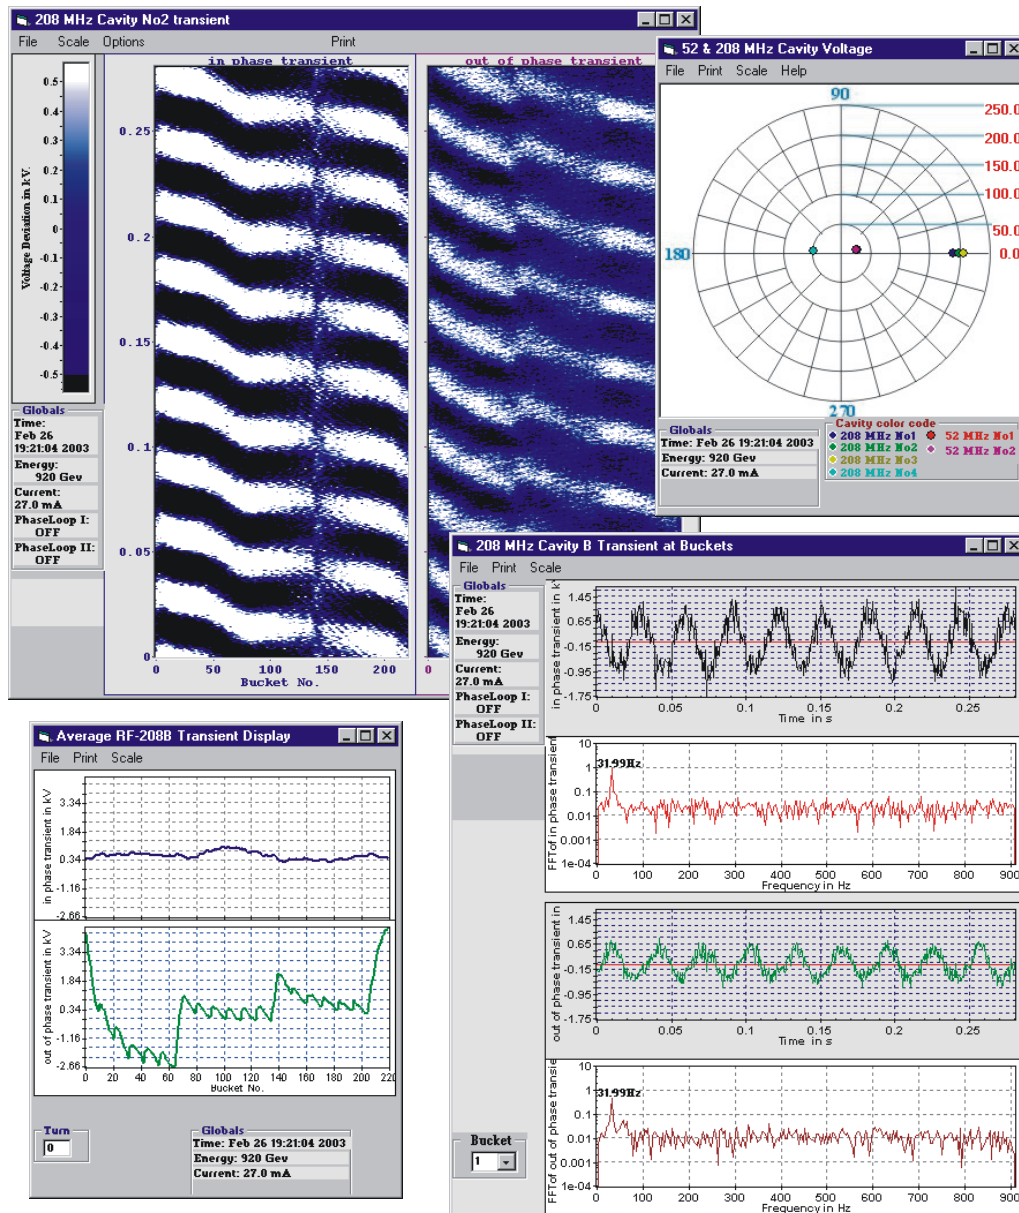 208 MHz Cavity No2 transient
File Scale Options Print
in phase transient
out of phase transient
0.5
0.4
0.3
0.2
0.1
0
-0.1
-0.2
-0.3
-0.4
-0.5
Voltage Deviation in kV.
0.25
0.2
0.15
0.1
0.05
0
0 50 100 150 200
0
Bucket No.
Globals
Time:
Feb 26
19:21:04 2003
Energy:
920 Gev
Current:
27.0 mA
PhaseLoop I:
OFF
PhaseLoop II:
OFF
52 & 208 MHz Cavity Voltage
File Print Scale Help
90
250.0
200.0
150.0
100.0
50.0
0.0
180
270
Globals
Time: Feb 26 19:21:04 2003
Energy: 920 Gev
Current: 27.0 mA
Cavity color code
208 MHz No1 52 MHz No1
208 MHz No2 52 MHz No2
208 MHz No3
208 MHz No4
208 MHz Cavity B Transient at Buckets
File Print Scale
Globals
Time:
Feb 26
19:21:04 2003
Energy:
920 Gev
Current:
27.0 mA
PhaseLoop I:
OFF
PhaseLoop II:
OFF
in phase transient in k
1.45
0.65
-0.15
-0.95
-1.75
0 0.05 0.1 0.15 0.2 0.25
Time in s
FFTof in phase transient
10
1
0.1
0.01
0.001
1e-04
31.99Hz
0 100 200 300 400 500 600 700 800 900
Frequency in Hz
out of phase transient in
1.45
0.65
-0.15
-0.95
-1.75
0 0.05 0.1 0.15 0.2 0.25
Time in s
FFTof out of phase transie
10
1
0.1
0.01
0.001
1e-04
31.99Hz
0 100 200 300 400 500 600 700 800 900
Frequency in Hz
Bucket
1
Average RF-208B Transient Display
File Print Scale
in phase transient in kV
3.34
1.84
0.34
-1.16
-2.66
out of phase transient in kV
3.34
1.84
0.34
-1.16
-2.66
0 20 40 60 80 100 120 140 160 180 200 220
Bucket No.
Turn
0
Globals
Time: Feb 26 19:21:04 2003
Energy: 920 Gev
Current: 27.0 mA